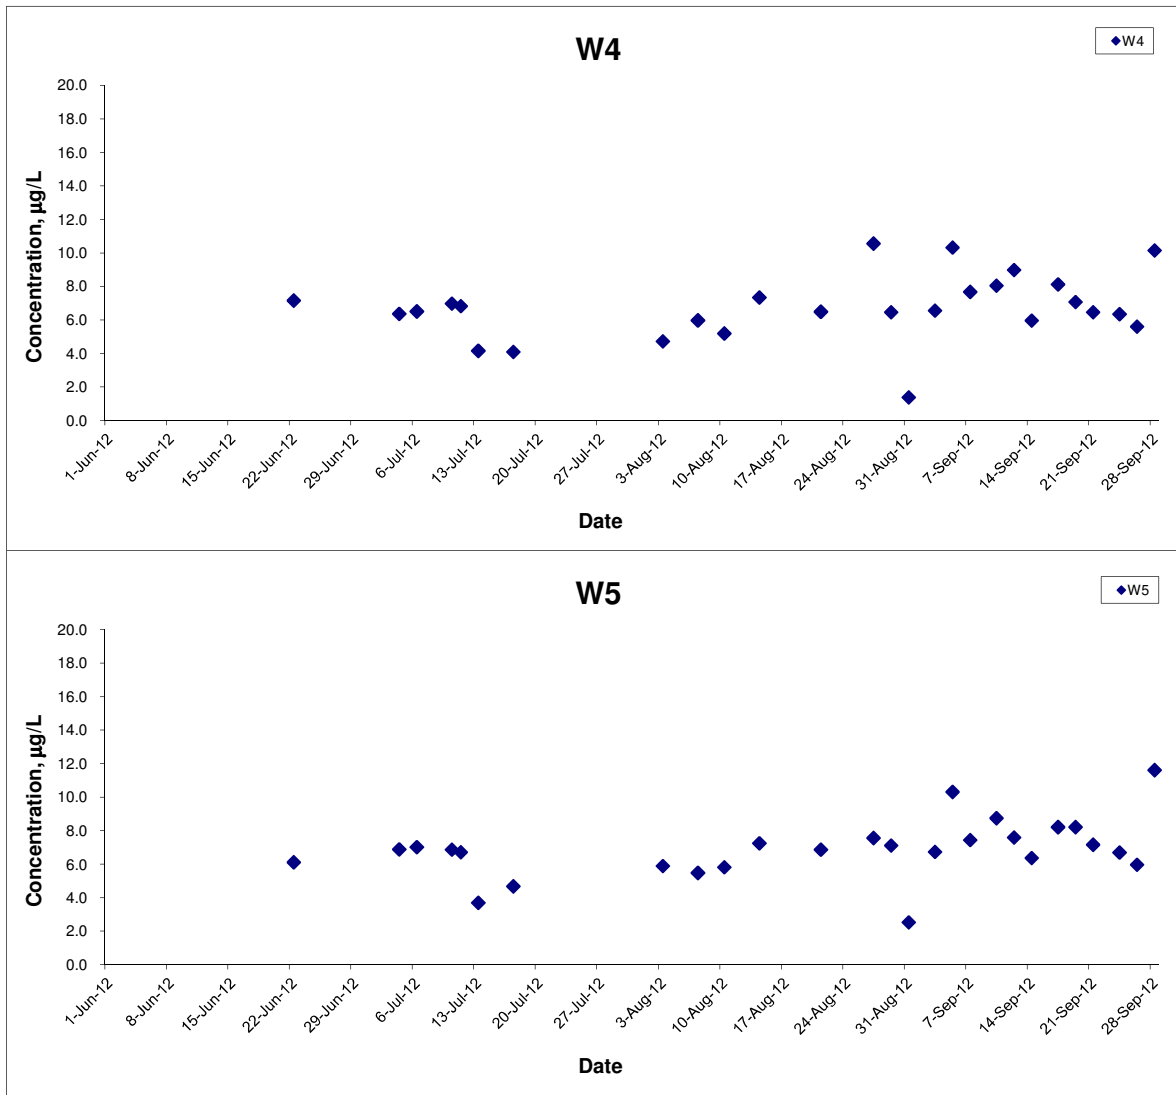 W4
W4
Concentration, µg/L
20.0
18.0
16.0
14.0
12.0
10.0
8.0
6.0
4.0
2.0
0.0
1-Jun-12
8-Jun-12
15-Jun-12
22-Jun-12
29-Jun-12
6-Jul-12
13-Jul-12
20-Jul-12
27-Jul-12
3-Aug-12
10-Aug-12
17-Aug-12
24-Aug-12
31-Aug-12
7-Sep-12
14-Sep-12
21-Sep-12
28-Sep-12
Date
W5
W5
Concentration, µg/L
20.0
18.0
16.0
14.0
12.0
10.0
8.0
6.0
4.0
2.0
0.0
1-Jun-12
8-Jun-12
15-Jun-12
22-Jun-12
29-Jun-12
6-Jul-12
13-Jul-12
20-Jul-12
27-Jul-12
3-Aug-12
10-Aug-12
17-Aug-12
24-Aug-12
31-Aug-12
7-Sep-12
14-Sep-12
21-Sep-12
28-Sep-12
Date